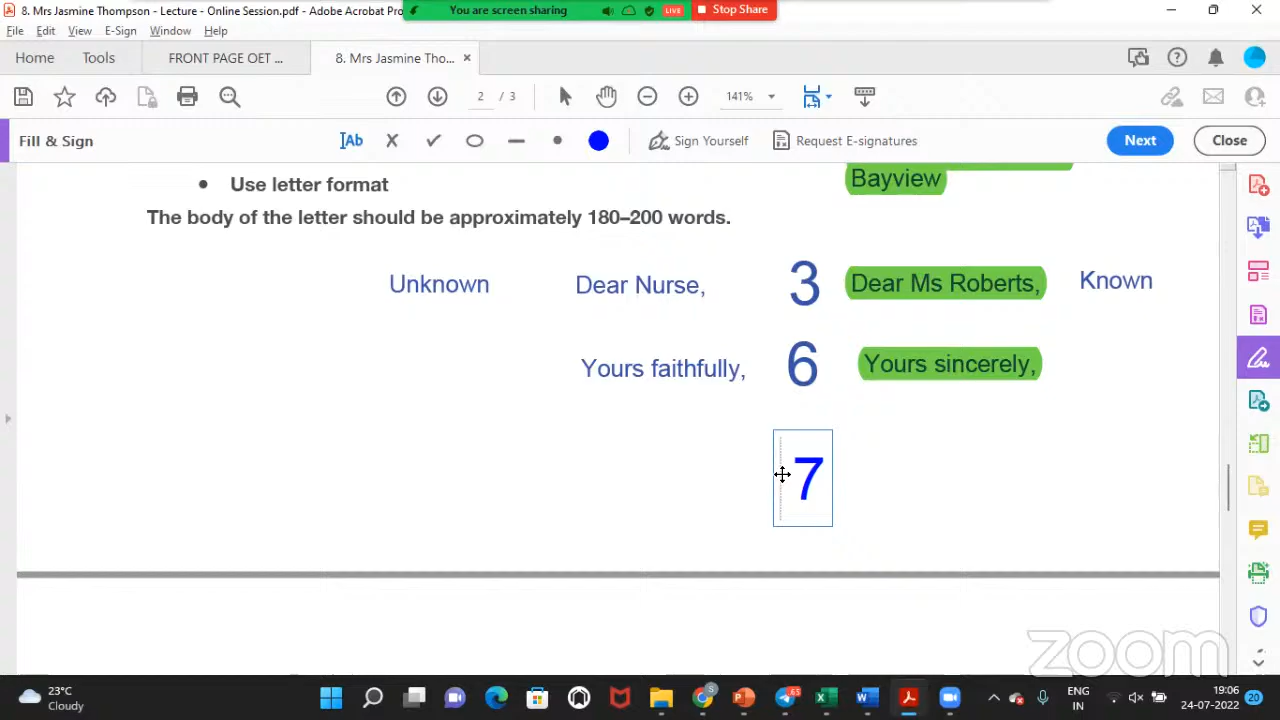 8. Mrs Jasmine Thompson - Lecture - Online Session.pdf - Adobe Acrobat Pro
You are screen sharing
LIVE
Stop Share
File Edit View E-Sign Window Help
Home Tools FRONT PAGE OET ... 8. Mrs Jasmine Tho... ×
2 / 3 141%
Fill & Sign
IAb
Sign Yourself
Request E-signatures
Next
Close
Bayview
• Use letter format
The body of the letter should be approximately 180–200 words.
Unknown Dear Nurse, 3 Dear Ms Roberts, Known
Yours faithfully, 6 Yours sincerely,
7
zoom
23°C
Cloudy
S
65
ENG
IN
19:06
24-07-2022
20